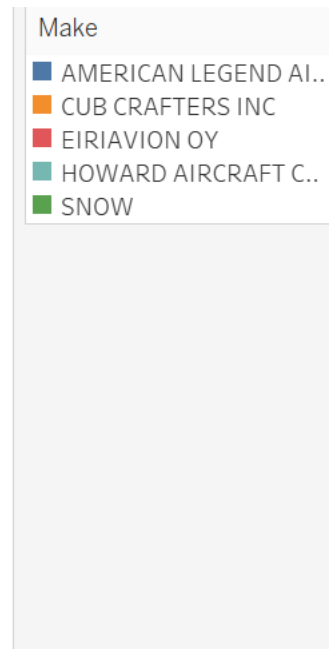 Make
AMERICAN LEGEND AI..
CUB CRAFTERS INC
EIRIAVION OY
HOWARD AIRCRAFT C..
SNOW